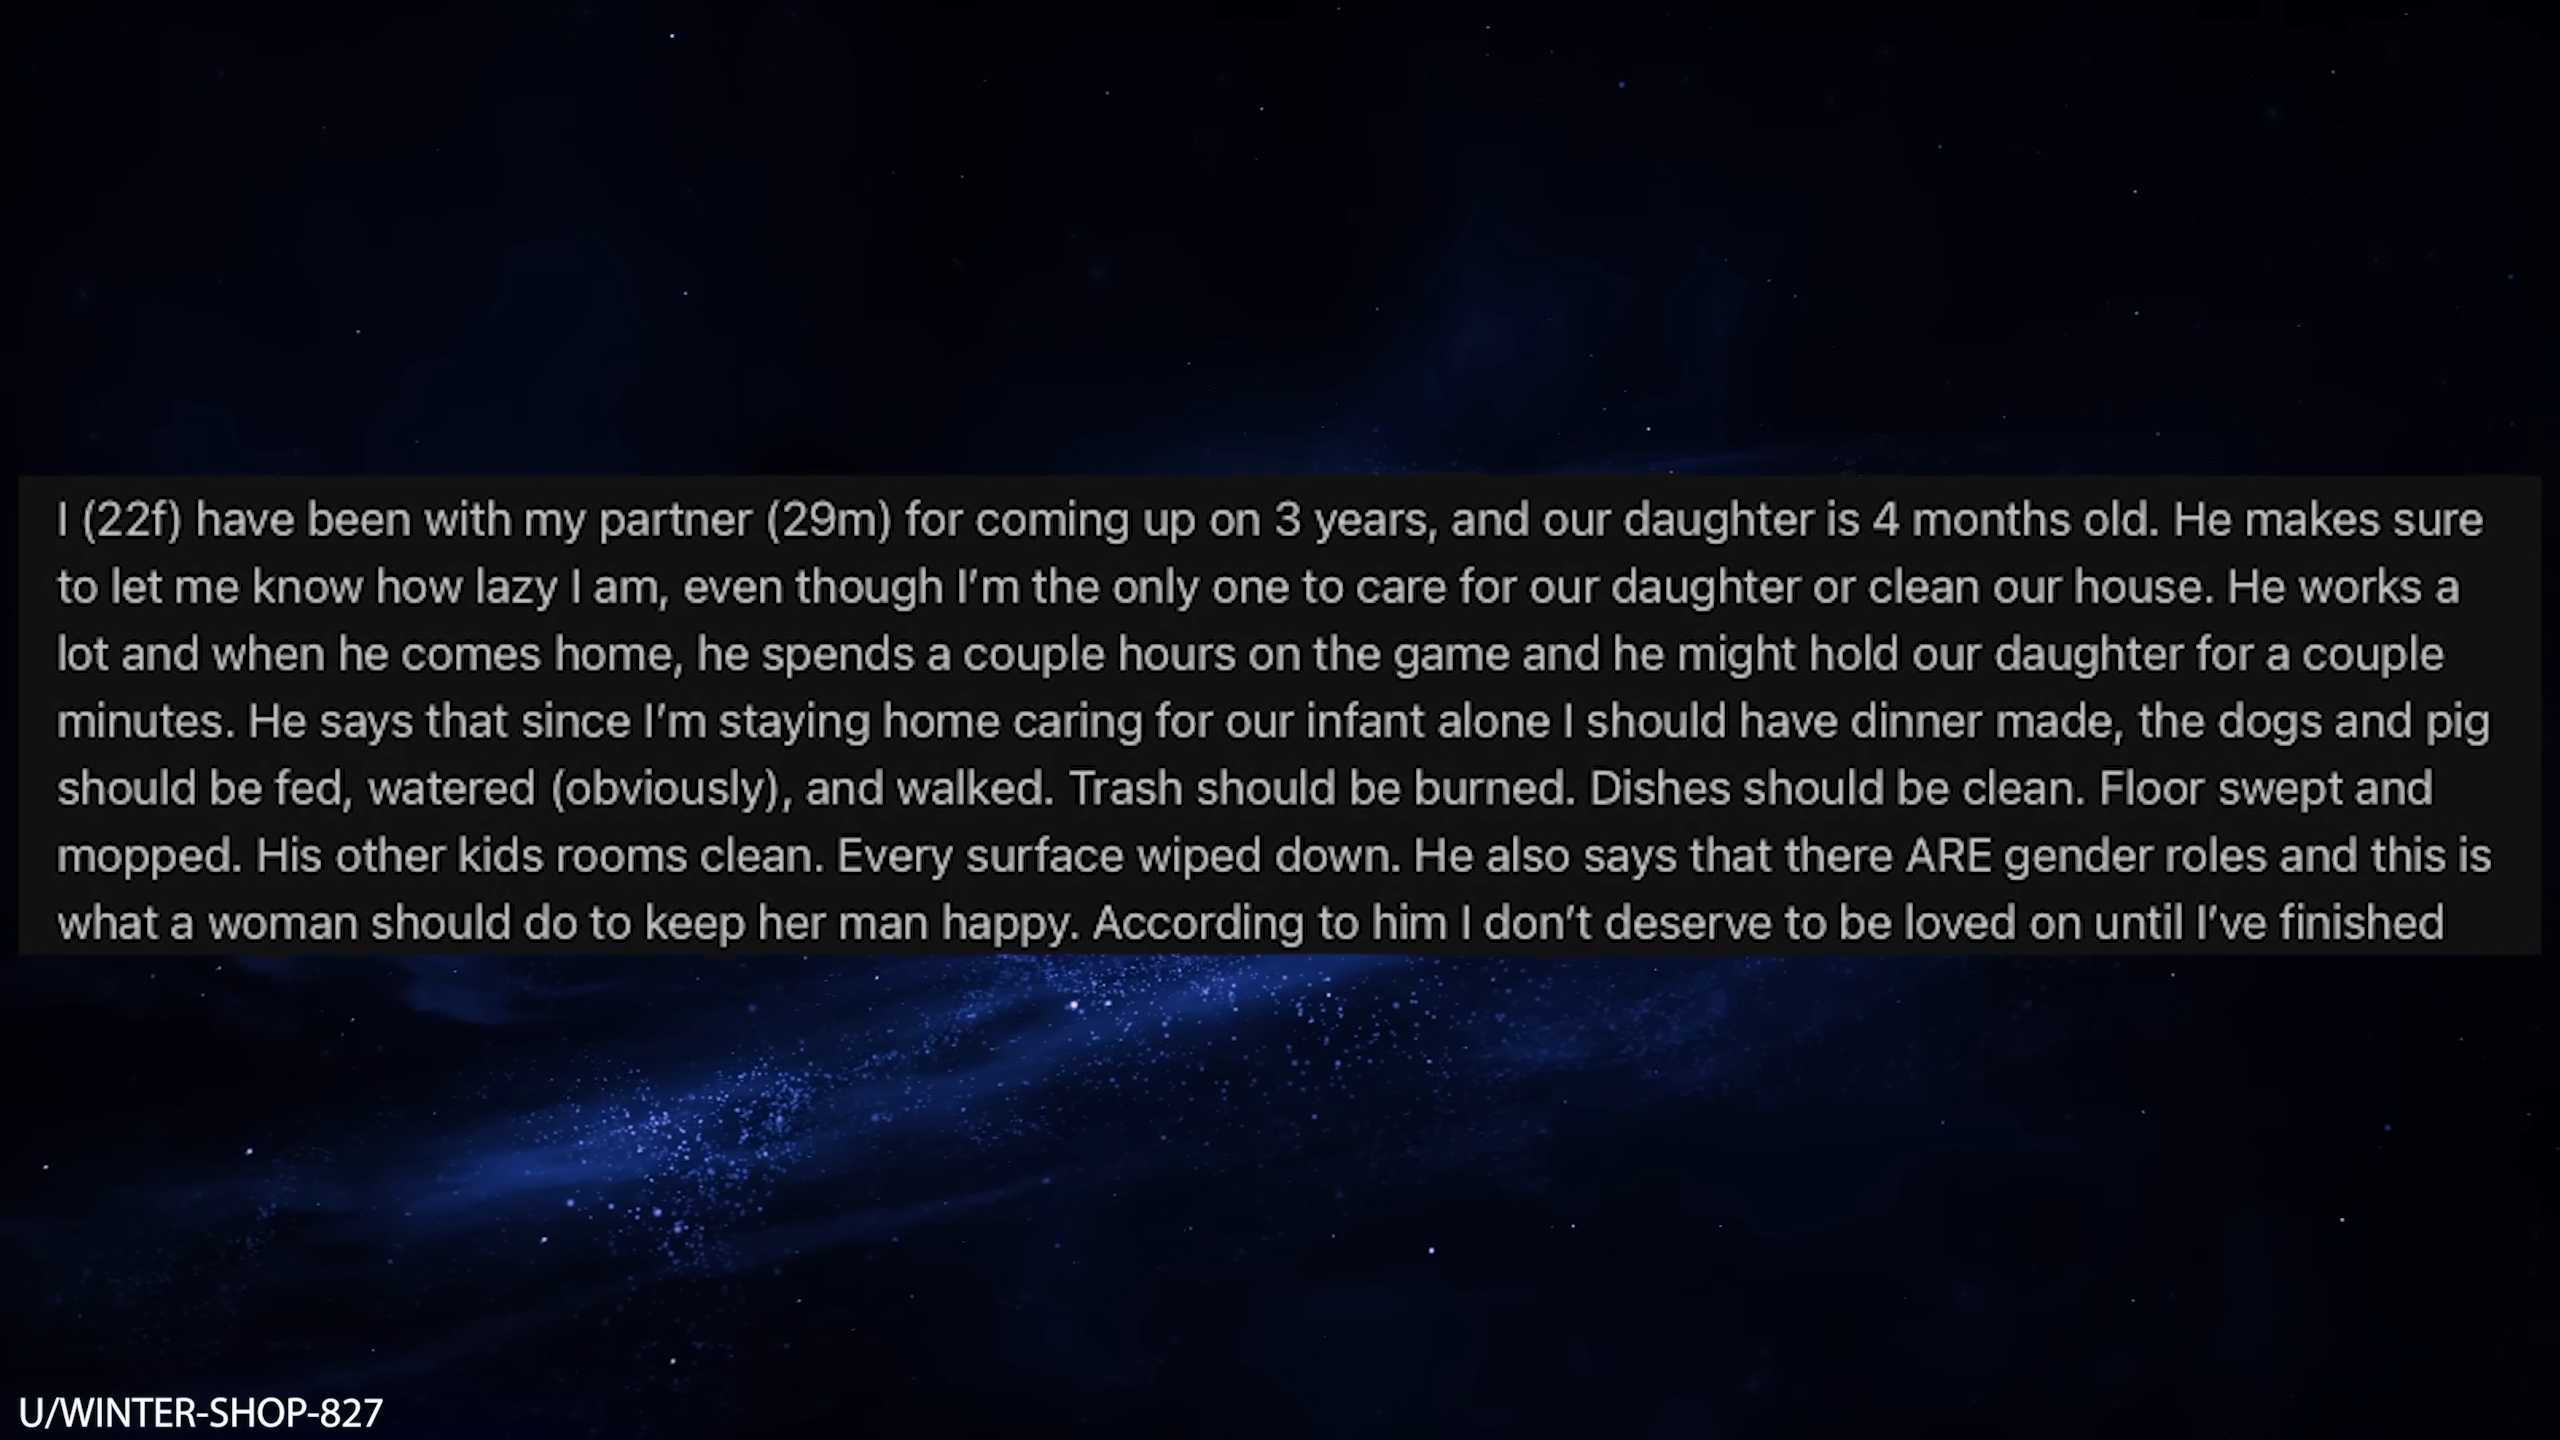 I (22f) have been with my partner (29m) for coming up on 3 years, and our daughter is 4 months old. He makes sure
to let me know how lazy I am, even though I’m the only one to care for our daughter or clean our house. He works a
lot and when he comes home, he spends a couple hours on the game and he might hold our daughter for a couple
minutes. He says that since I’m staying home caring for our infant alone I should have dinner made, the dogs and pig
should be fed, watered (obviously), and walked. Trash should be burned. Dishes should be clean. Floor swept and
mopped. His other kids rooms clean. Every surface wiped down. He also says that there ARE gender roles and this is
what a woman should do to keep her man happy. According to him I don’t deserve to be loved on until I’ve finished
U/WINTER-SHOP-827